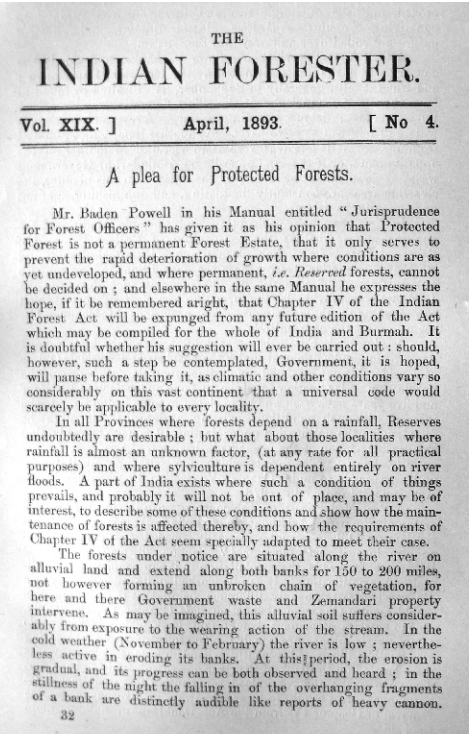 THE
INDIAN FORESTER.
Vol. XIX. ] April, 1893. [ No 4.
A plea for Protected Forests.
Mr. Baden Powell in his Manual entitled “ Jurisprudence
for Forest Officers ” has given it as his opinion that Protected
Forest is not a permanent Forest Estate, that it only serves to
prevent the rapid deterioration of growth where conditions are as
yet undeveloped, and where permanent, i.e. Reserved forests, cannot
be decided on ; and elsewhere in the same Manual he expresses the
hope, if it be remembered aright, that Chapter IV of the Indian
Forest Act will be expunged from any future edition of the Act
which may be compiled for the whole of India and Burmah. It
is doubtful whether his suggestion will ever be carried out : should,
however, such a step be contemplated, Government, it is hoped,
will pause before taking it, as climatic and other conditions vary so
considerably on this vast continent that a universal code would
scarcely be applicable to every locality.
In all Provinces where forests depend on a rainfall, Reserves
undoubtedly are desirable ; but what about those localities where
rainfall is almost an unknown factor, (at any rate for all practical
purposes) and where sylviculture is dependent entirely on river
floods. A part of India exists where such a condition of things
prevails, and probably it will not be out of place, and may be of
interest, to describe some of these conditions and show how the main-
tenance of forests is affected thereby, and how the requirements of
Chapter IV of the Act seem specially adapted to meet their case.
The forests under notice are situated along the river on
alluvial land and extend along both banks for 150 to 200 miles,
not however forming an unbroken chain of vegetation, for
here and there Government waste and Zemandari property
intervene. As may be imagined, this alluvial soil suffers consider-
ably from exposure to the wearing action of the stream. In the
cold weather (November to February) the river is low ; neverthe-
less active in eroding its banks. At this period, the erosion is
gradual, and its progress can be both observed and heard ; in the
stillness of the night the falling in of the overhanging fragments
of a bank are distinctly audible like reports of heavy cannon.
32